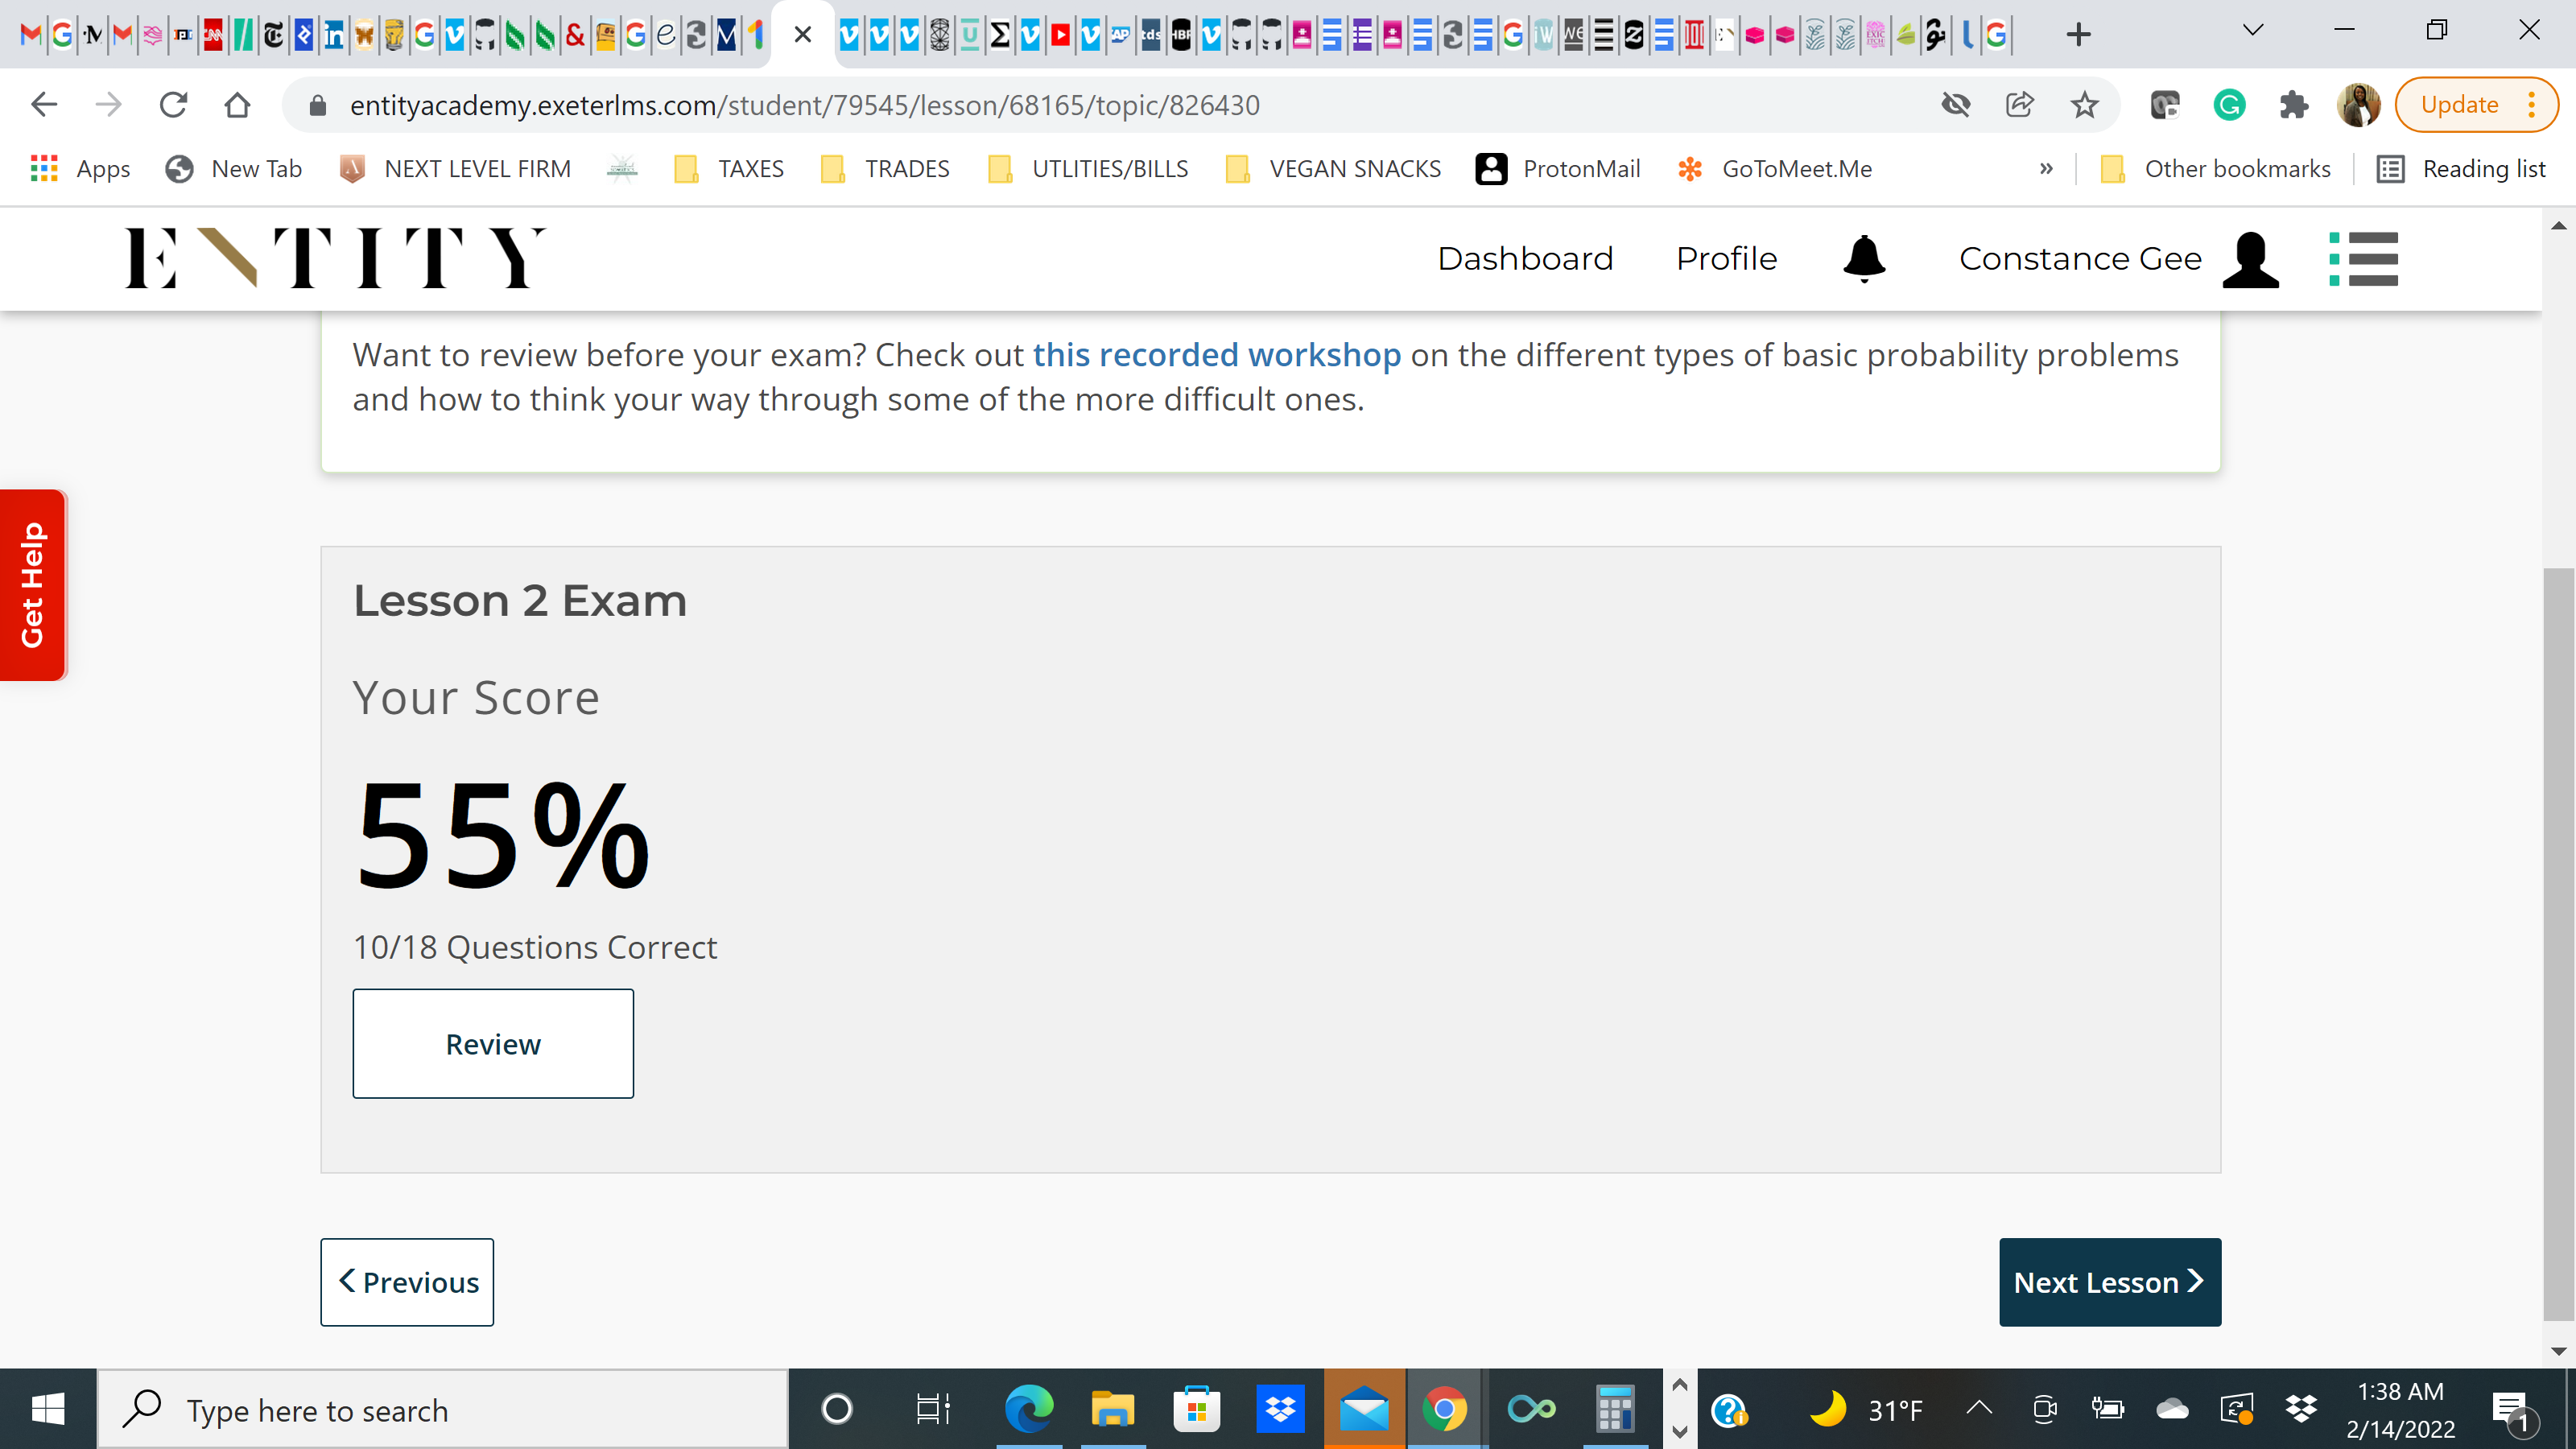 entityacademy.exeterlms.com/student/79545/lesson/68165/topic/826430
Update
Apps
New Tab
NEXT LEVEL FIRM
TAXES
TRADES
UTLITIES/BILLS
VEGAN SNACKS
ProtonMail
GoToMeet.Me
»
Other bookmarks
Reading list
ENTITY
Dashboard
Profile
Constance Gee
Want to review before your exam? Check out this recorded workshop on the different types of basic probability problems
and how to think your way through some of the more difficult ones.
Get Help
Lesson 2 Exam
Your Score
55%
10/18 Questions Correct
Review
Previous
Next Lesson
Type here to search
31°F
1:38 AM
2/14/2022
1